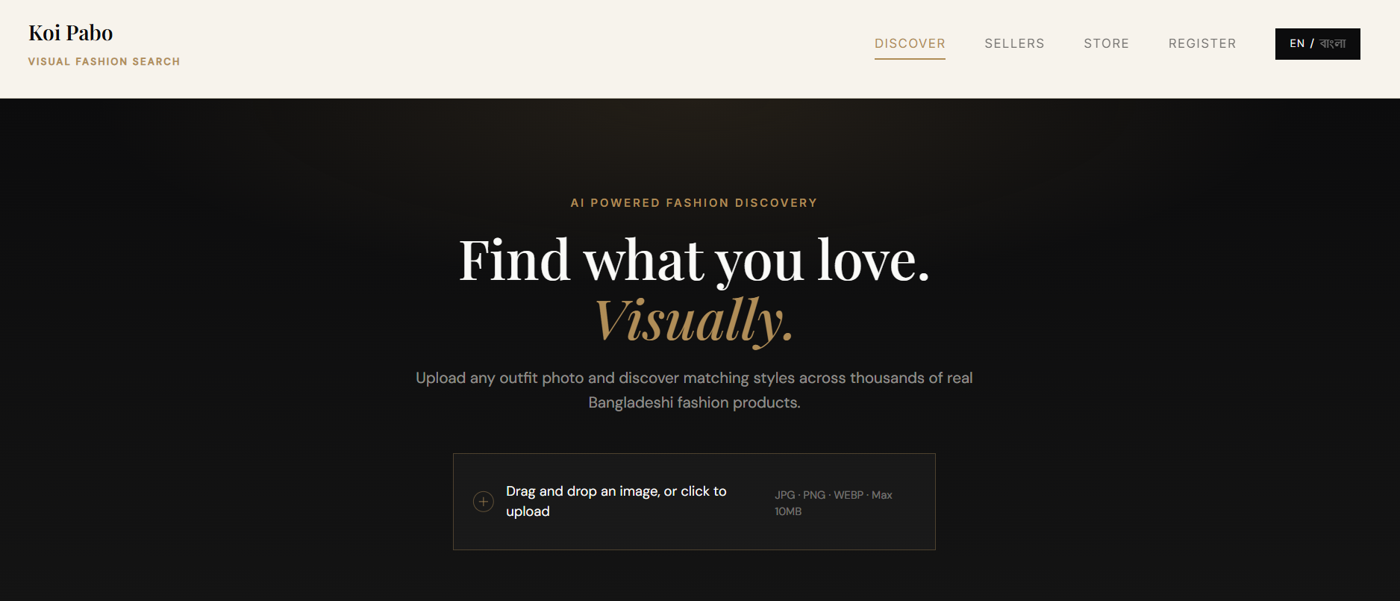 Koi Pabo
VISUAL FASHION SEARCH
DISCOVER
SELLERS
STORE
REGISTER
EN / বাংলা
AI POWERED FASHION DISCOVERY
Find what you love.
Visually.
Upload any outfit photo and discover matching styles across thousands of real
Bangladeshi fashion products.
Drag and drop an image, or click to
upload
JPG · PNG · WEBP · Max
10MB